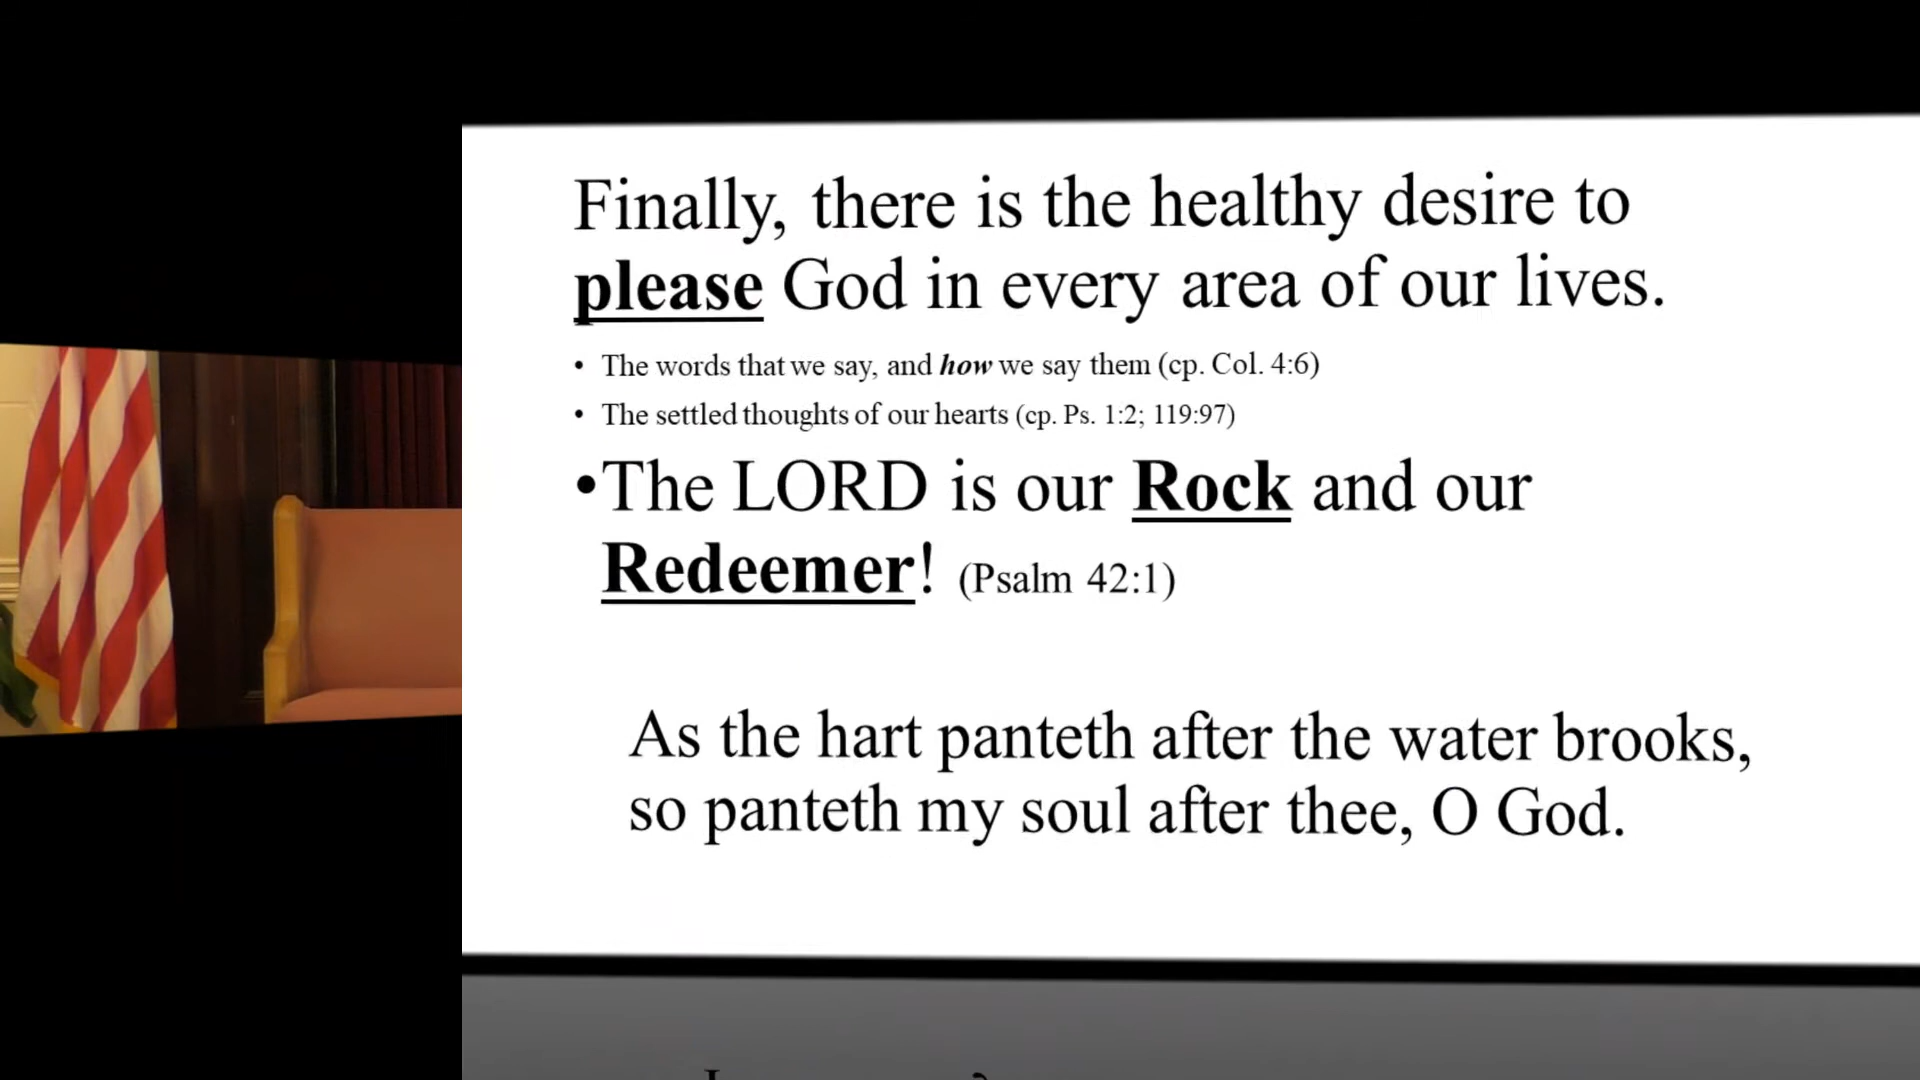 Finally, there is the healthy desire to
please God in every area of our lives.
• The words that we say, and how we say them (cp. Col. 4:6)
• The settled thoughts of our hearts (cp. Ps. 1:2; 119:97)
•The LORD is our Rock and our
Redeemer! (Psalm 42:1)
As the hart panteth after the water brooks,
so panteth my soul after thee, O God.